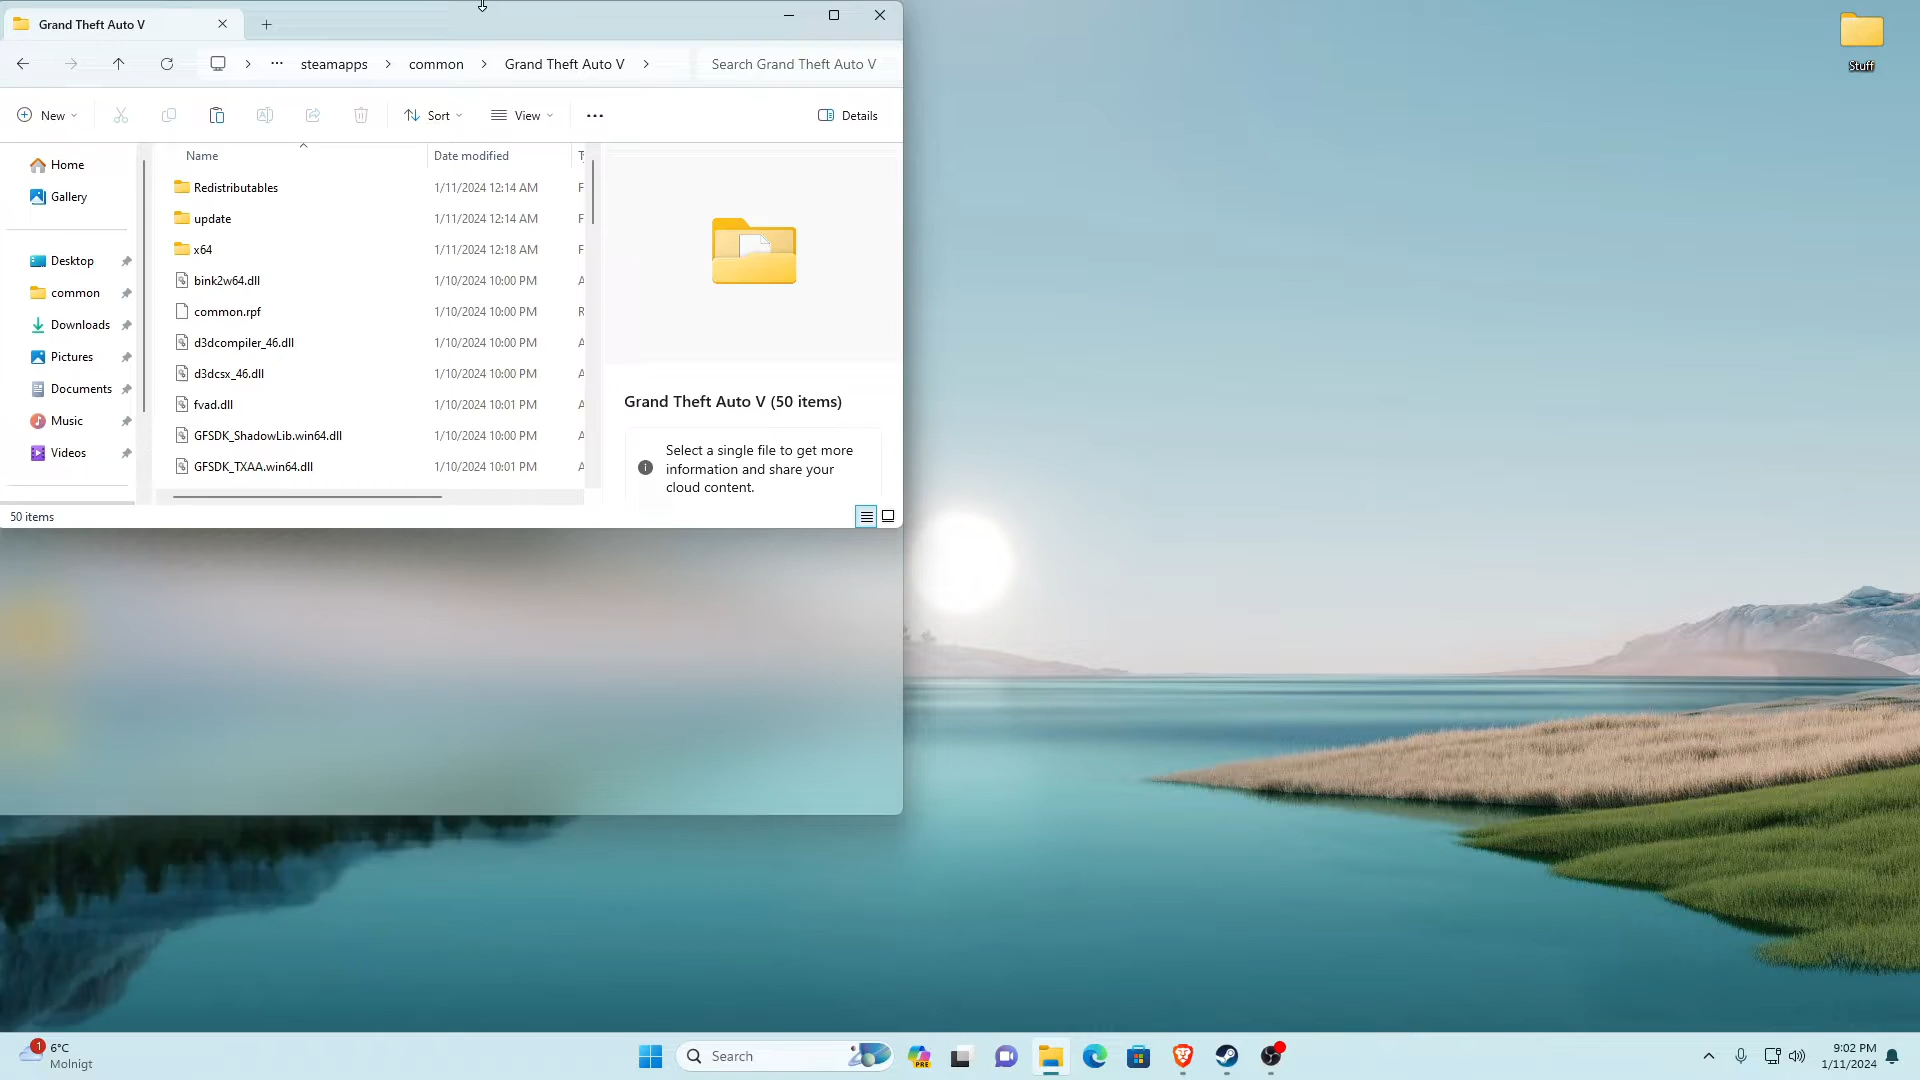 Grand Theft Auto V
Stuff
steamapps
common
Grand Theft Auto V
Search Grand Theft Auto V
New
Sort
View
Details
Name
Date modified
Home
Gallery
Desktop
common
Downloads
Pictures
Documents
Music
Videos
Redistributables 1/11/2024 12:14 AM F
update 1/11/2024 12:14 AM F
x64 1/11/2024 12:18 AM F
bink2w64.dll 1/10/2024 10:00 PM A
common.rpf 1/10/2024 10:00 PM R
d3dcompiler_46.dll 1/10/2024 10:00 PM A
d3dcsx_46.dll 1/10/2024 10:00 PM A
fvad.dll 1/10/2024 10:01 PM A
GFSDK_ShadowLib.win64.dll 1/10/2024 10:00 PM A
GFSDK_TXAA.win64.dll 1/10/2024 10:01 PM A
Grand Theft Auto V (50 items)
Select a single file to get more
information and share your
cloud content.
50 items
1
6°C
Molnigt
Search
PRE
9:02 PM
1/11/2024